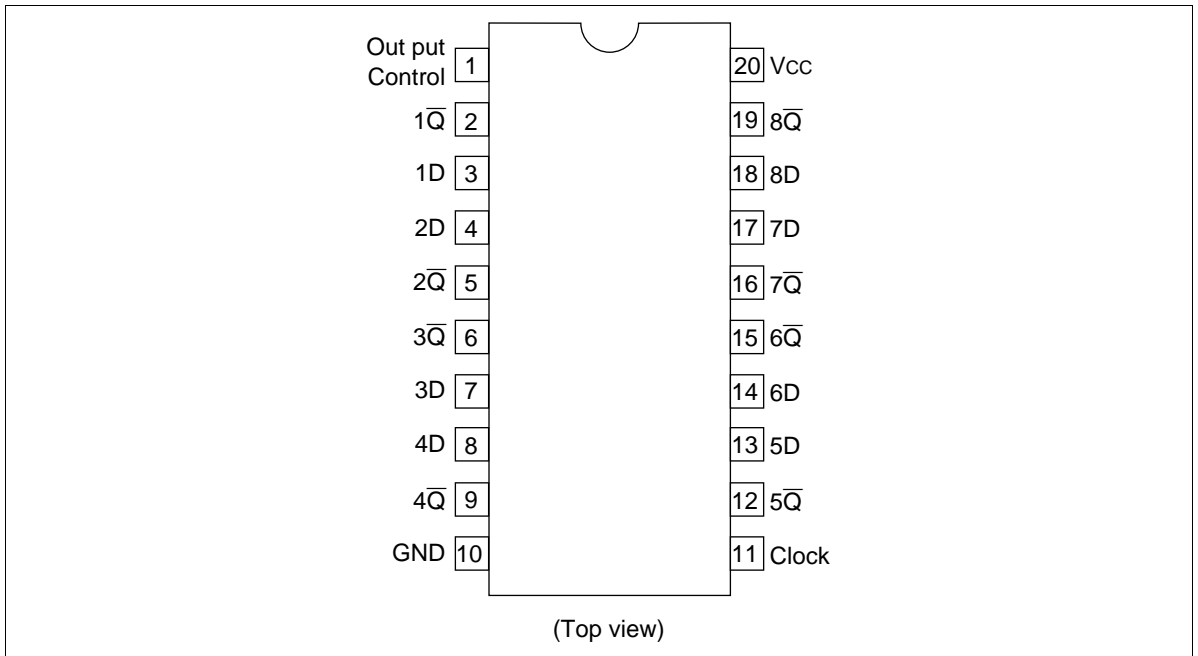 Out put
Control 1
20 VCC
1Q̅ 2
19 8Q̅
1D 3
18 8D
2D 4
17 7D
2Q̅ 5
16 7Q̅
3Q̅ 6
15 6Q̅
3D 7
14 6D
4D 8
13 5D
4Q̅ 9
12 5Q̅
GND 10
11 Clock
(Top view)